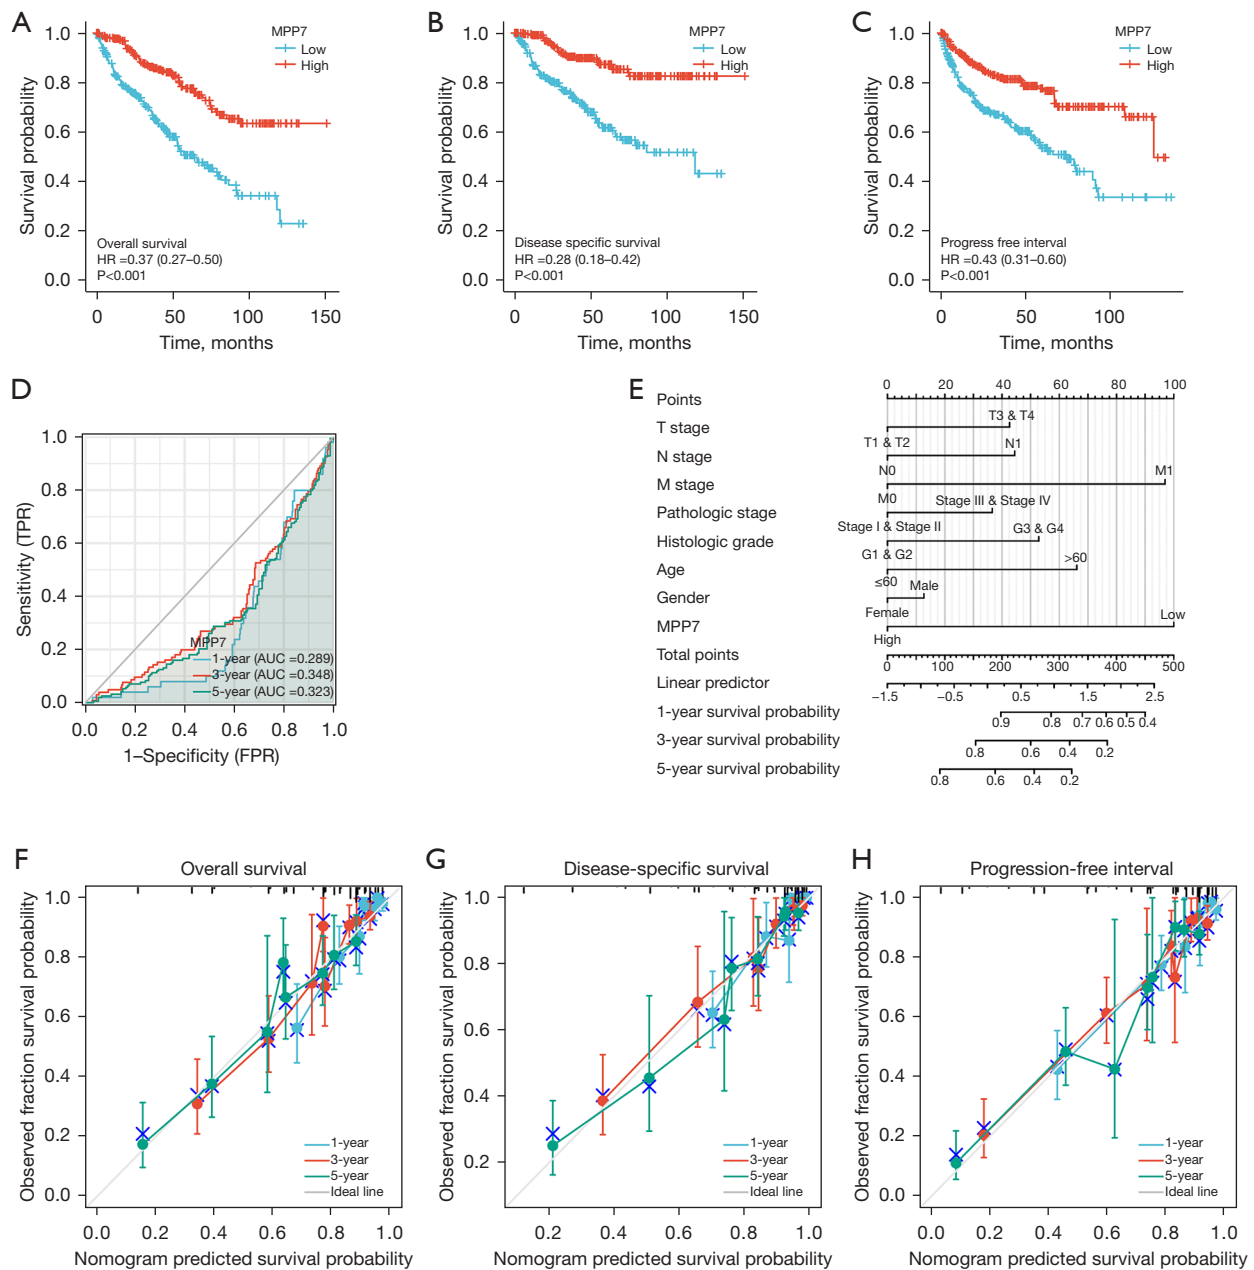 A
Survival probability
1.0
0.8
0.6
0.4
0.2
0.0
MPP7
Low
High
Overall survival
HR =0.37 (0.27–0.50)
P<0.001
0 50 100 150
Time, months
B
Survival probability
1.0
0.8
0.6
0.4
0.2
0.0
MPP7
Low
High
Disease specific survival
HR =0.28 (0.18–0.42)
P<0.001
0 50 100 150
Time, months
C
Survival probability
1.0
0.8
0.6
0.4
0.2
0.0
MPP7
Low
High
Progress free interval
HR =0.43 (0.31–0.60)
P<0.001
0 50 100
Time, months
D
Sensitivity (TPR)
1.0
0.8
0.6
0.4
0.2
0.0
MPP7
1-year (AUC =0.289)
3-year (AUC =0.348)
5-year (AUC =0.323)
0.0 0.2 0.4 0.6 0.8 1.0
1–Specificity (FPR)
E
0 20 40 60 80 100
Points
T3 & T4
T stage
T1 & T2 N1
N stage
N0 M1
M stage
M0 Stage III & Stage IV
Pathologic stage
Stage I & Stage II G3 & G4
Histologic grade
G1 & G2 >60
Age
≤60 Male
Gender
Female Low
MPP7
High
Total points
0 100 200 300 400 500
Linear predictor
−1.5 −0.5 0.5 1.5 2.5
1-year survival probability
0.9 0.8 0.7 0.6 0.5 0.4
3-year survival probability
0.8 0.6 0.4 0.2
5-year survival probability
0.8 0.6 0.4 0.2
F
Overall survival
Observed fraction survival probability
1.0
0.8
0.6
0.4
0.2
0.0
1-year
3-year
5-year
Ideal line
0.0 0.2 0.4 0.6 0.8 1.0
Nomogram predicted survival probability
G
Disease-specific survival
Observed fraction survival probability
1.0
0.8
0.6
0.4
0.2
1-year
3-year
5-year
Ideal line
0.2 0.4 0.6 0.8 1.0
Nomogram predicted survival probability
H
Progression-free interval
Observed fraction survival probability
1.0
0.8
0.6
0.4
0.2
0.0
1-year
3-year
5-year
Ideal line
0.0 0.2 0.4 0.6 0.8 1.0
Nomogram predicted survival probability